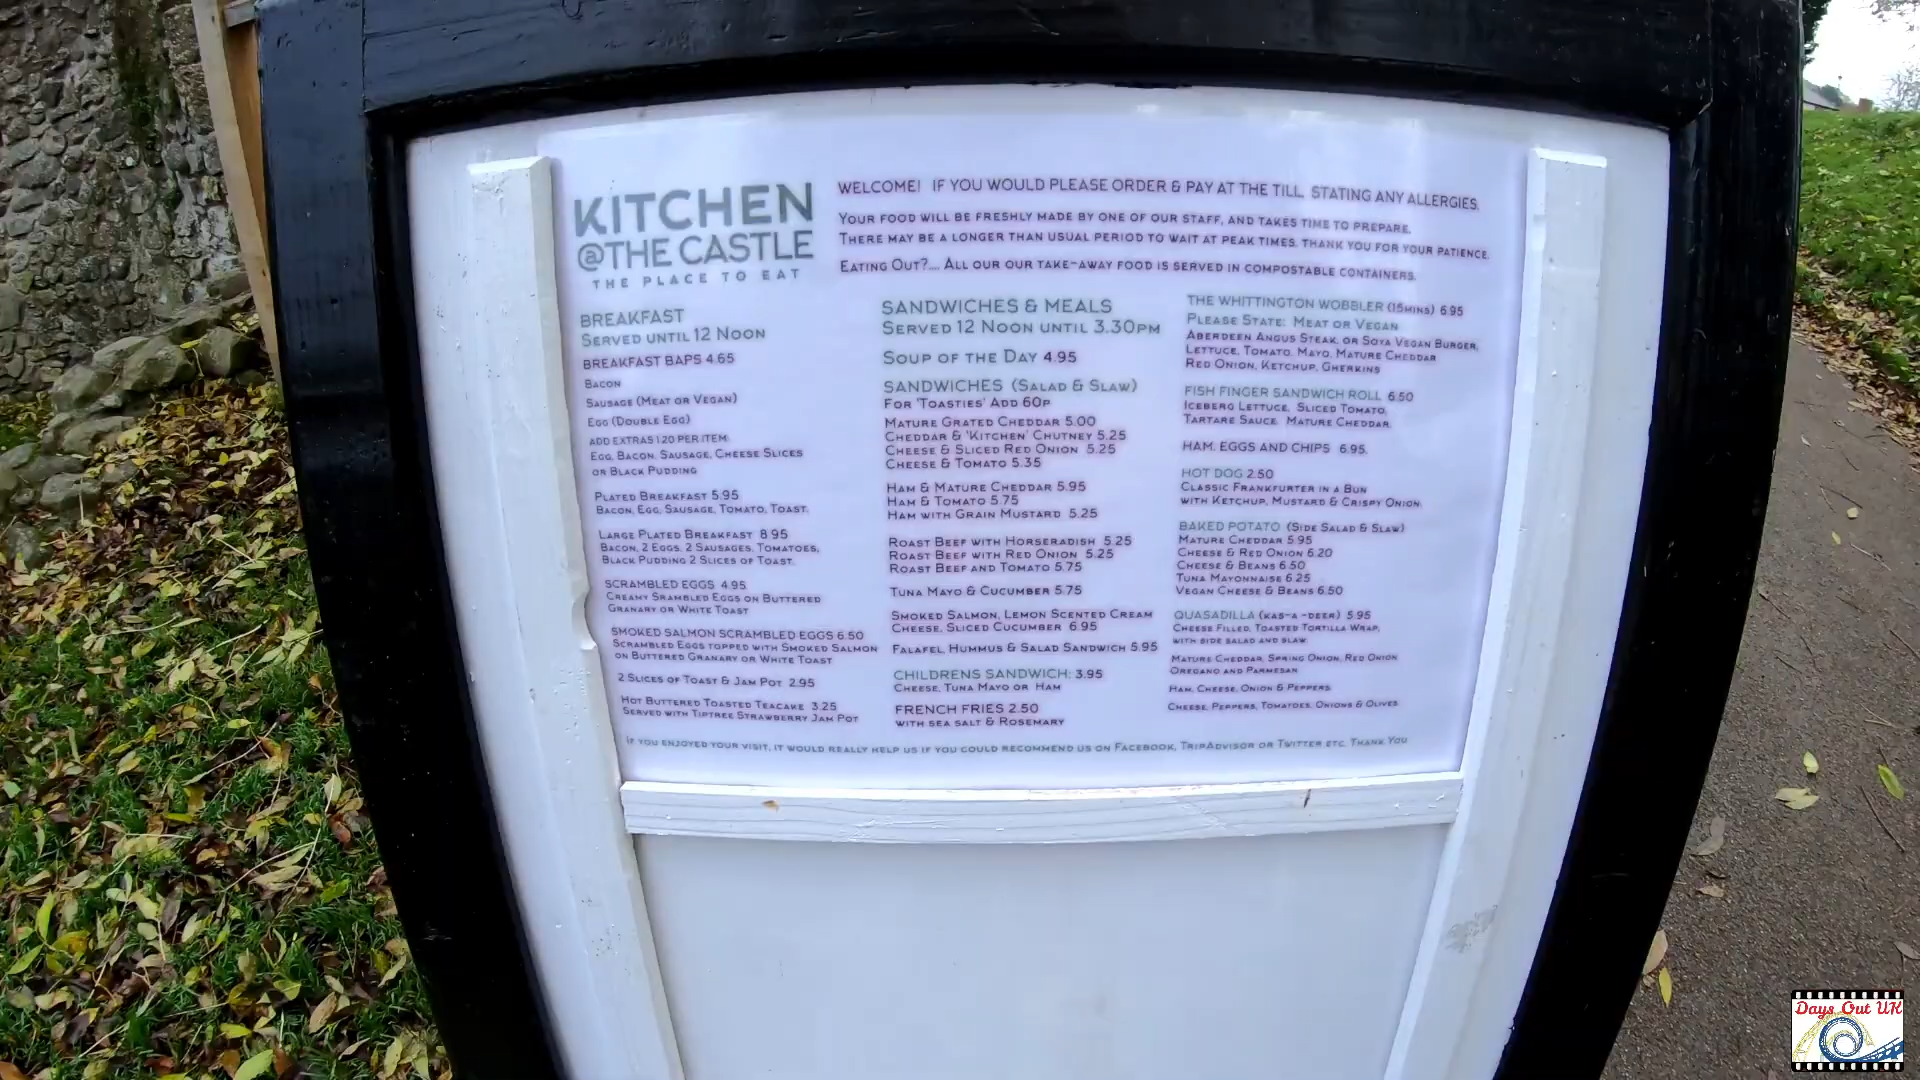 KITCHEN
@THE CASTLE
THE PLACE TO EAT
WELCOME! IF YOU WOULD PLEASE ORDER & PAY AT THE TILL, STATING ANY ALLERGIES.
YOUR FOOD WILL BE FRESHLY MADE BY ONE OF OUR STAFF, AND TAKES TIME TO PREPARE.
THERE MAY BE A LONGER THAN USUAL PERIOD TO WAIT AT PEAK TIMES. THANK YOU FOR YOUR PATIENCE.
EATING OUT?.... ALL OUR OUR TAKE-AWAY FOOD IS SERVED IN COMPOSTABLE CONTAINERS.
BREAKFAST
SERVED UNTIL 12 NOON
BREAKFAST BAPS 4.65
BACON
SAUSAGE (MEAT OR VEGAN)
EGG (DOUBLE EGG)
ADD EXTRAS 1.20 PER ITEM:
EGG, BACON, SAUSAGE, CHEESE SLICES
OR BLACK PUDDING
PLATED BREAKFAST 5.95
BACON, EGG, SAUSAGE, TOMATO, TOAST.
LARGE PLATED BREAKFAST 8.95
BACON, 2 EGGS, 2 SAUSAGES, TOMATOES,
BLACK PUDDING 2 SLICES OF TOAST.
SCRAMBLED EGGS 4.95
CREAMY SRAMBLED EGGS ON BUTTERED
GRANARY OR WHITE TOAST
SMOKED SALMON SCRAMBLED EGGS 6.50
SCRAMBLED EGGS TOPPED WITH SMOKED SALMON
ON BUTTERED GRANARY OR WHITE TOAST
2 SLICES OF TOAST & JAM POT 2.95
HOT BUTTERED TOASTED TEACAKE 3.25
SERVED WITH TIPTREE STRAWBERRY JAM POT
SANDWICHES & MEALS
SERVED 12 NOON UNTIL 3.30PM
SOUP OF THE DAY 4.95
SANDWICHES (SALAD & SLAW)
FOR 'TOASTIES' ADD 60P
MATURE GRATED CHEDDAR 5.00
CHEDDAR & 'KITCHEN' CHUTNEY 5.25
CHEESE & SLICED RED ONION 5.25
CHEESE & TOMATO 5.35
HAM & MATURE CHEDDAR 5.95
HAM & TOMATO 5.75
HAM WITH GRAIN MUSTARD 5.25
ROAST BEEF WITH HORSERADISH 5.25
ROAST BEEF WITH RED ONION 5.25
ROAST BEEF AND TOMATO 5.75
TUNA MAYO & CUCUMBER 5.75
SMOKED SALMON, LEMON SCENTED CREAM
CHEESE, SLICED CUCUMBER 6.95
FALAFEL HUMMUS & SALAD SANDWICH 5.95
CHILDRENS SANDWICH: 3.95
CHEESE, TUNA MAYO OR HAM
FRENCH FRIES 2.50
WITH SEA SALT & ROSEMARY
THE WHITTINGTON WOBBLER (15MINS) 6.95
PLEASE STATE: MEAT OR VEGAN
ABERDEEN ANGUS STEAK, OR SOYA VEGAN BURGER,
LETTUCE, TOMATO, MAYO, MATURE CHEDDAR
RED ONION, KETCHUP, GHERKINS
FISH FINGER SANDWICH ROLL 6.50
ICEBERG LETTUCE, SLICED TOMATO,
TARTARE SAUCE, MATURE CHEDDAR
HAM, EGGS AND CHIPS 6.95.
HOT DOG 2.50
CLASSIC FRANKFURTER IN A BUN
WITH KETCHUP, MUSTARD & CRISPY ONION
BAKED POTATO (SIDE SALAD & SLAW)
MATURE CHEDDAR 5.95
CHEESE & RED ONION 6.20
CHEESE & BEANS 6.50
TUNA MAYONNAISE 6.25
VEGAN CHEESE & BEANS 6.50
QUASADILLA (KAS-A-DEER) 5.95
CHEESE FILLED, TOASTED TORTILLA WRAP,
WITH SIDE SALAD AND SLAW
MATURE CHEDDAR, SPRING ONION, RED ONION
OREGANO AND PARMESAN
HAM, CHEESE, ONION & PEPPERS
CHEESE, PEPPERS, TOMATOES, ONIONS & OLIVES
IF YOU ENJOYED YOUR VISIT, IT WOULD REALLY HELP US IF YOU COULD RECOMMEND US ON FACEBOOK, TRIPADVISOR OR TWITTER ETC. THANK YOU
Days Out UK